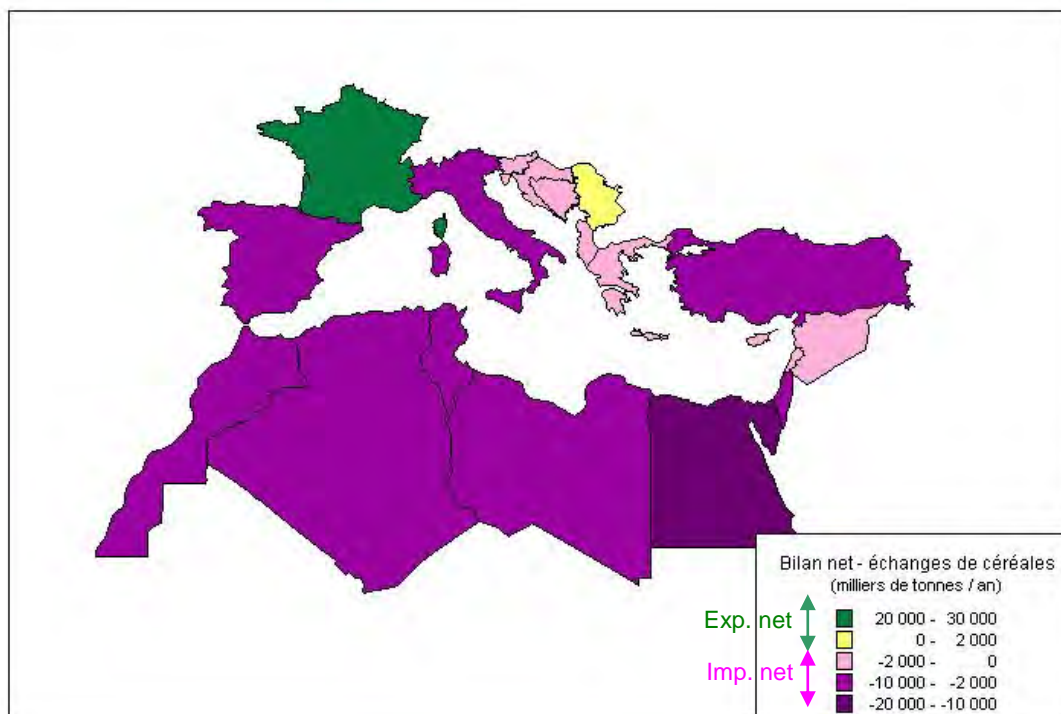 Bilan net - échanges de céréales
(milliers de tonnes / an)
Exp. net
20 000 - 30 000
0 - 2 000
-2 000 - 0
Imp. net
-10 000 - -2 000
-20 000 - -10 000